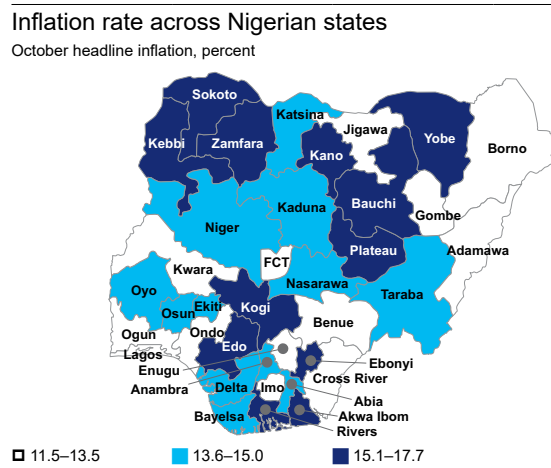 Inflation rate across Nigerian states
October headline inflation, percent
Sokoto
Katsina
Jigawa
Yobe
Borno
Kebbi
Zamfara
Kano
Bauchi
Gombe
Kaduna
Niger
Plateau
Adamawa
FCT
Kwara
Nasarawa
Taraba
Oyo
Ekiti
Osun
Kogi
Benue
Ogun
Ondo
Edo
Lagos
Enugu
Ebonyi
Anambra
Cross River
Delta
Imo
Abia
Bayelsa
Akwa Ibom
Rivers
11.5–13.5 13.6–15.0 15.1–17.7